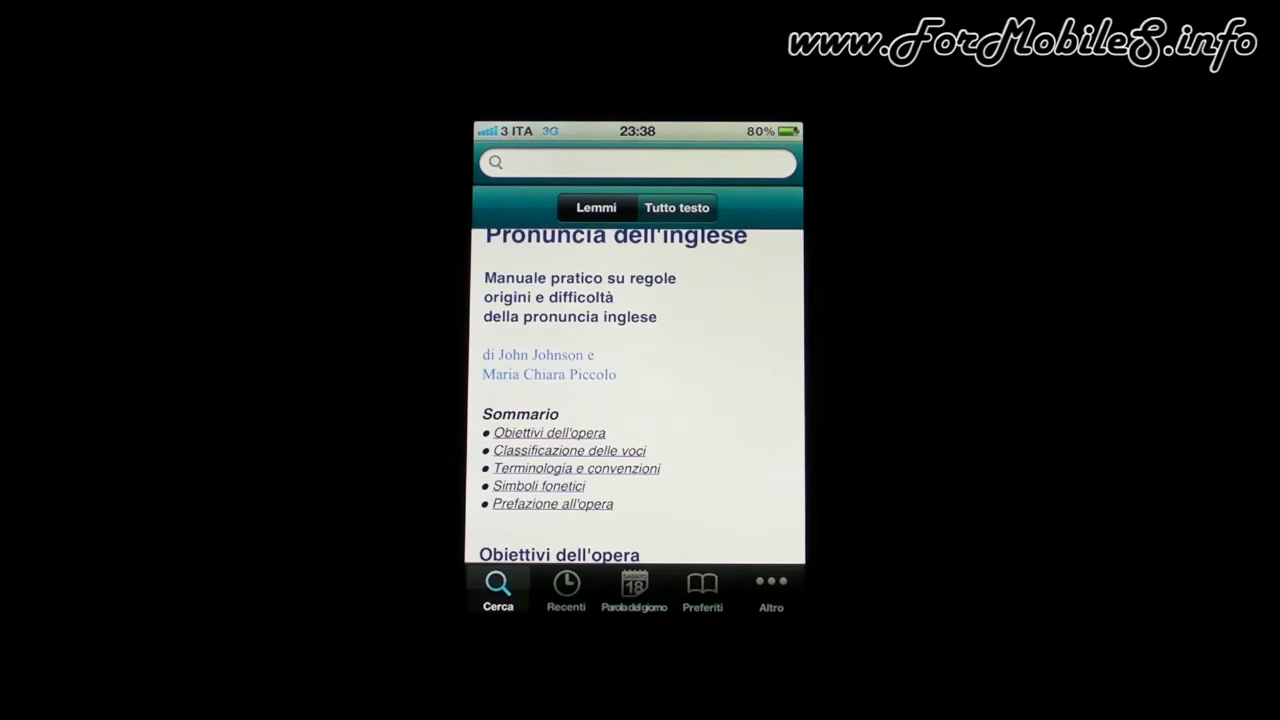 www.ForMobileS.info
3 ITA 3G 23:38 80%
Lemmi Tutto testo
Pronuncia dell'inglese
Manuale pratico su regole
origini e difficoltà
della pronuncia inglese
di John Johnson e
Maria Chiara Piccolo
Sommario
• Obiettivi dell'opera
• Classificazione delle voci
• Terminologia e convenzioni
• Simboli fonetici
• Prefazione all'opera
Obiettivi dell'opera
SABATO
18
Cerca Recenti Parola del giorno Preferiti Altro